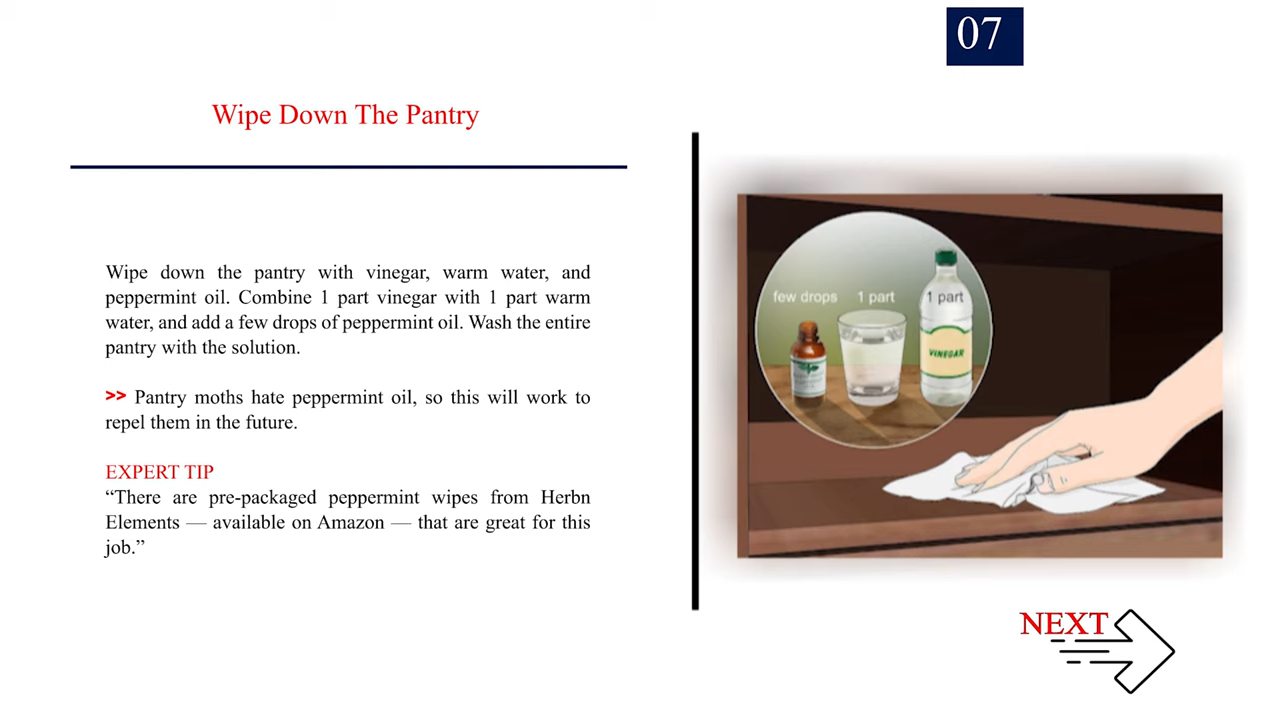 07
Wipe Down The Pantry
Wipe down the pantry with vinegar, warm water, and
peppermint oil. Combine 1 part vinegar with 1 part warm
water, and add a few drops of peppermint oil. Wash the entire
pantry with the solution.
>> Pantry moths hate peppermint oil, so this will work to
repel them in the future.
EXPERT TIP
“There are pre-packaged peppermint wipes from Herbn
Elements — available on Amazon — that are great for this
job.”
few drops 1 part 1 part
VINEGAR
NEXT